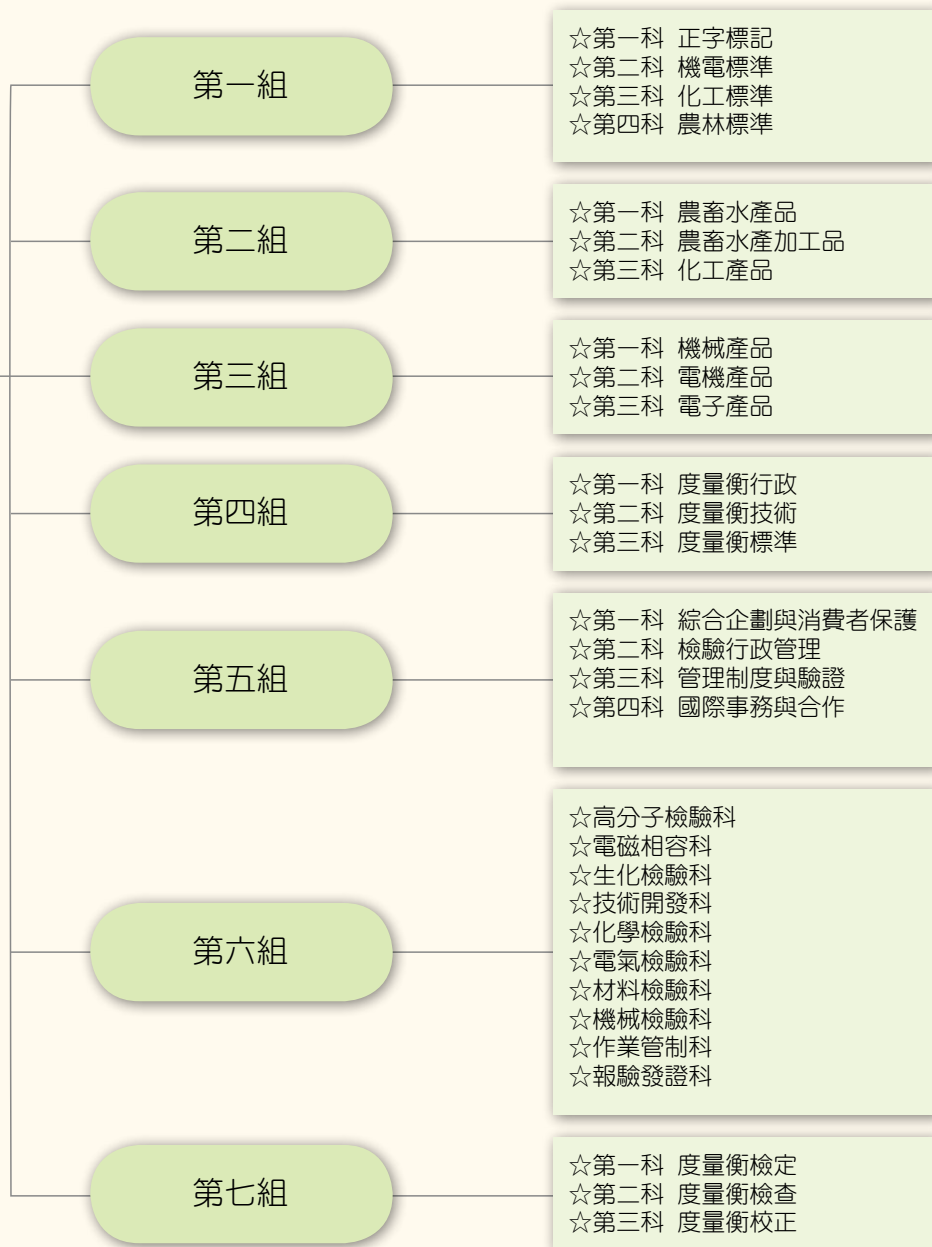 第一組
☆第一科 正字標記
☆第二科 機電標準
☆第三科 化工標準
☆第四科 農林標準
第二組
☆第一科 農畜水產品
☆第二科 農畜水產加工品
☆第三科 化工產品
第三組
☆第一科 機械產品
☆第二科 電機產品
☆第三科 電子產品
第四組
☆第一科 度量衡行政
☆第二科 度量衡技術
☆第三科 度量衡標準
第五組
☆第一科 綜合企劃與消費者保護
☆第二科 檢驗行政管理
☆第三科 管理制度與驗證
☆第四科 國際事務與合作
第六組
☆高分子檢驗科
☆電磁相容科
☆生化檢驗科
☆技術開發科
☆化學檢驗科
☆電氣檢驗科
☆材料檢驗科
☆機械檢驗科
☆作業管制科
☆報驗發證科
第七組
☆第一科 度量衡檢定
☆第二科 度量衡檢查
☆第三科 度量衡校正